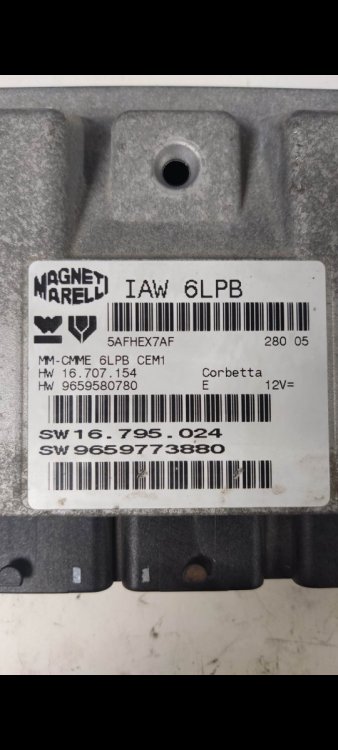 MAGNETI
MARELLI
IAW 6LPB
5AFHEX7AF 280 05
MM-CMME 6LPB CEM1
HW 16.707.154 Corbetta
HW 9659580780 E 12V=
SW16.795.024
SW9659773880